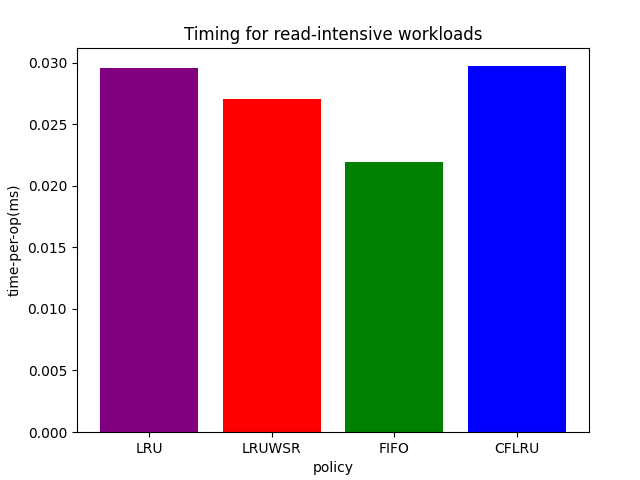 Timing for read-intensive workloads
time-per-op(ms)
0.030
0.025
0.020
0.015
0.010
0.005
0.000
LRU LRUWSR FIFO CFLRU
policy